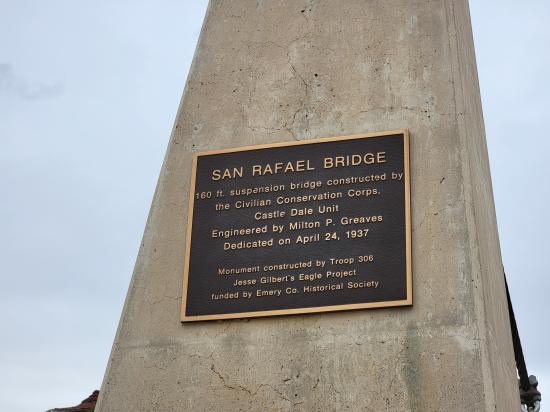 SAN RAFAEL BRIDGE
160 ft. suspension bridge constructed by
the Civilian Conservation Corps,
Castle Dale Unit
Engineered by Milton P. Greaves
Dedicated on April 24, 1937
Monument constructed by Troop 306
Jesse Gilbert's Eagle Project
funded by Emery Co. Historical Society